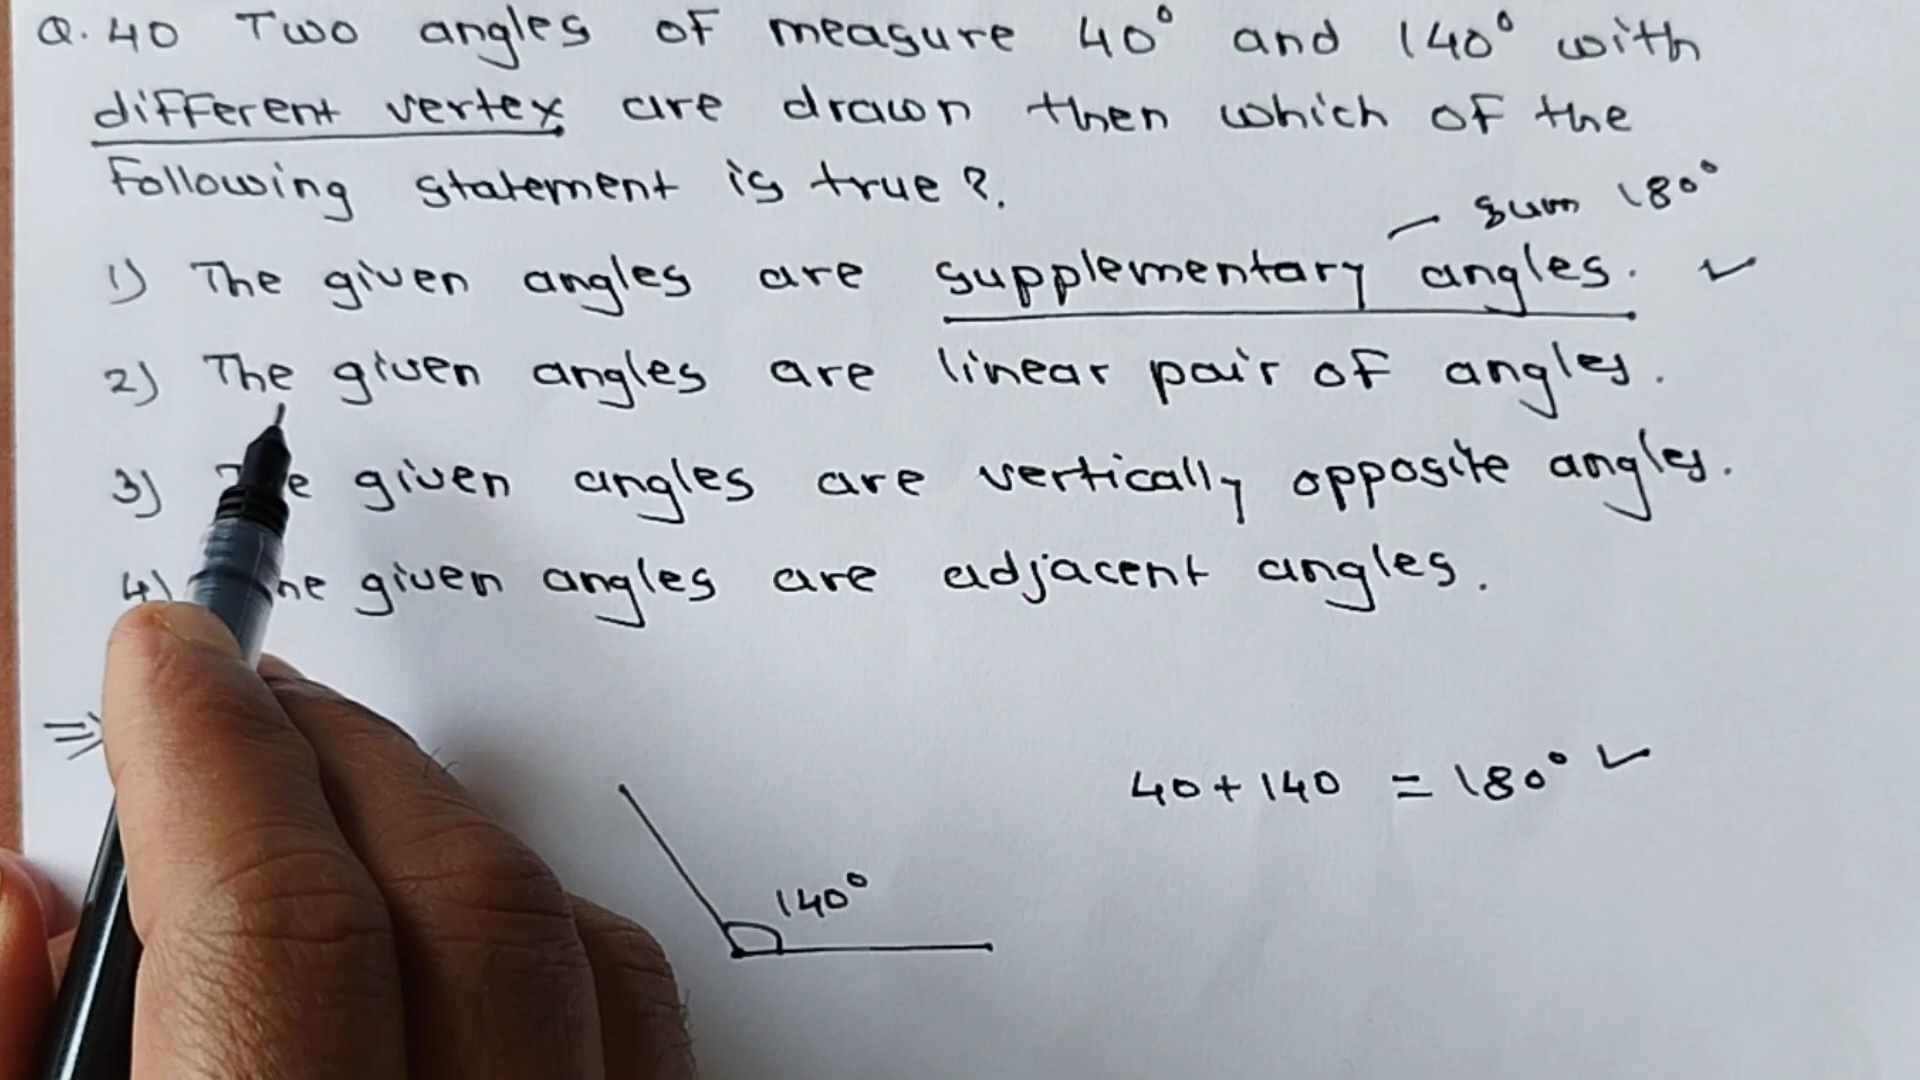 Q. 40 Two angles of measure 40° and 140° with
different vertex are drawn then which of the
following statement is true?.
sum 180°
1) The given angles are supplementary angles. ✓
2) The given angles are linear pair of angles.
3) given angles are vertically opposite angles.
4) given angles are adjacent angles.
⇒
40 + 140 = 180° ✓
140°